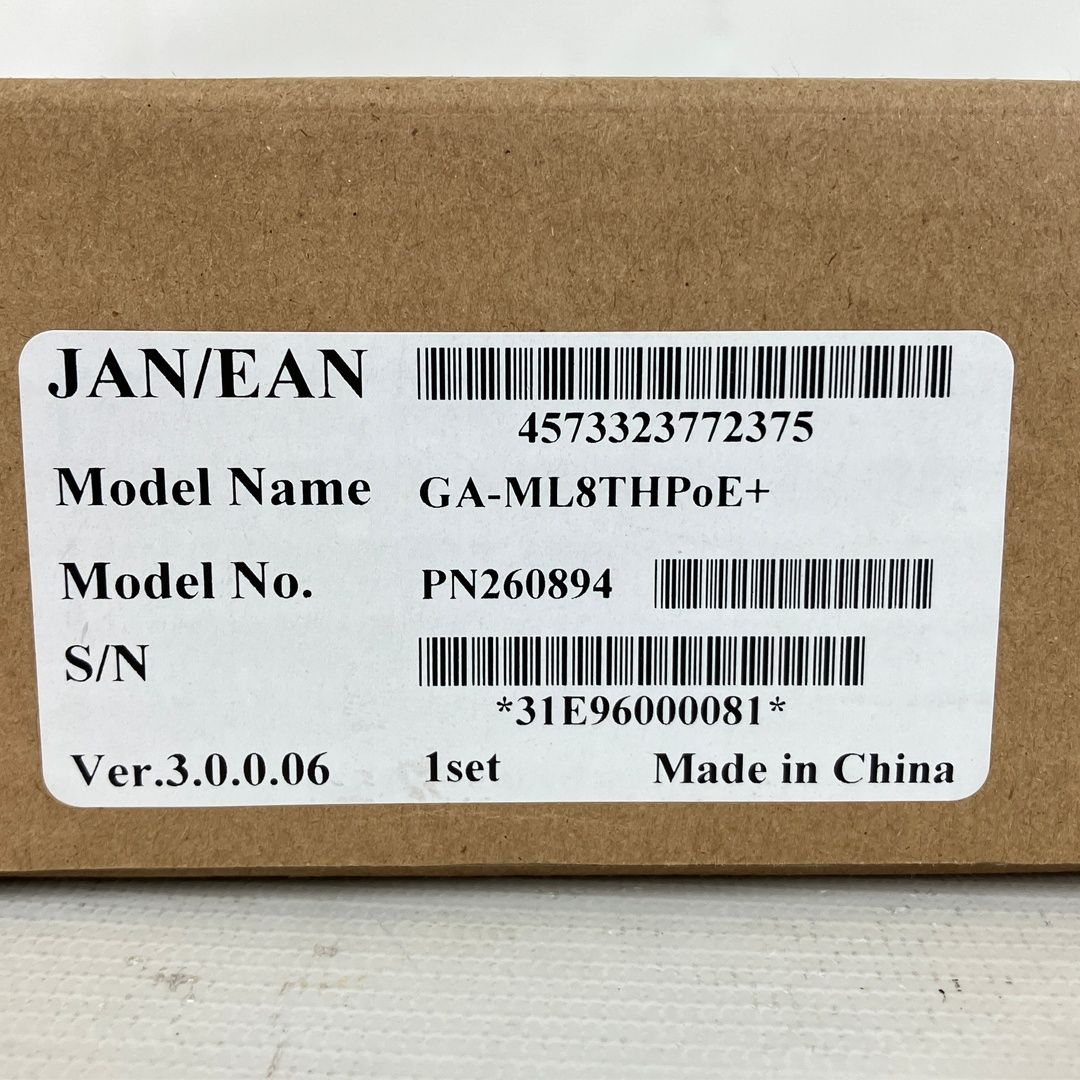 JAN/EAN
4573323772375
Model Name GA-ML8THPoE+
Model No. PN260894
S/N
*31E96000081*
Ver.3.0.0.06 1set Made in China